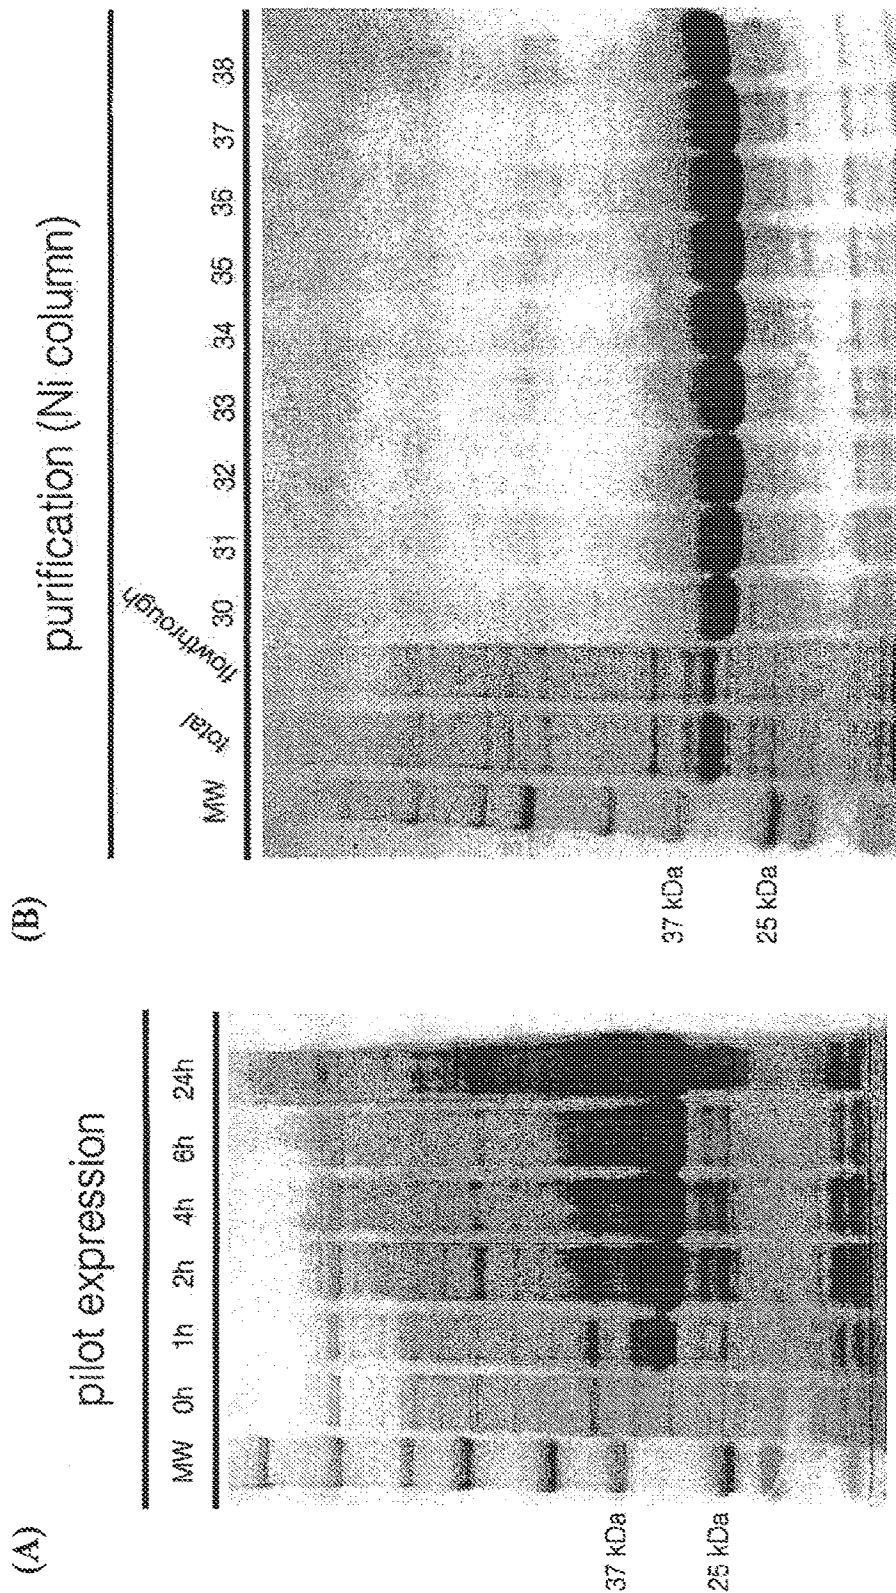 (A)
pilot expression
MW 0h 1h 2h 4h 6h 24h
37 kDa
25 kDa
(B)
purification (Ni column)
MW total flowthrough 30 31 32 33 34 35 36 37 38
37 kDa
25 kDa